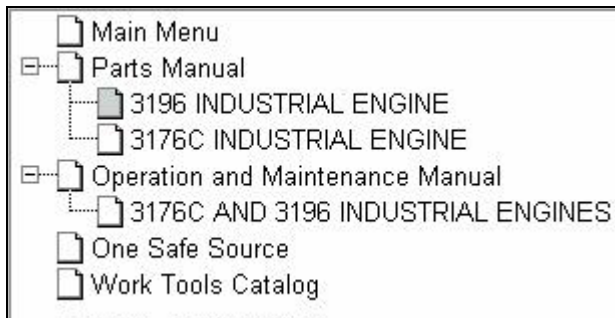 Main Menu
Parts Manual
3196 INDUSTRIAL ENGINE
3176C INDUSTRIAL ENGINE
Operation and Maintenance Manual
3176C AND 3196 INDUSTRIAL ENGINES
One Safe Source
Work Tools Catalog